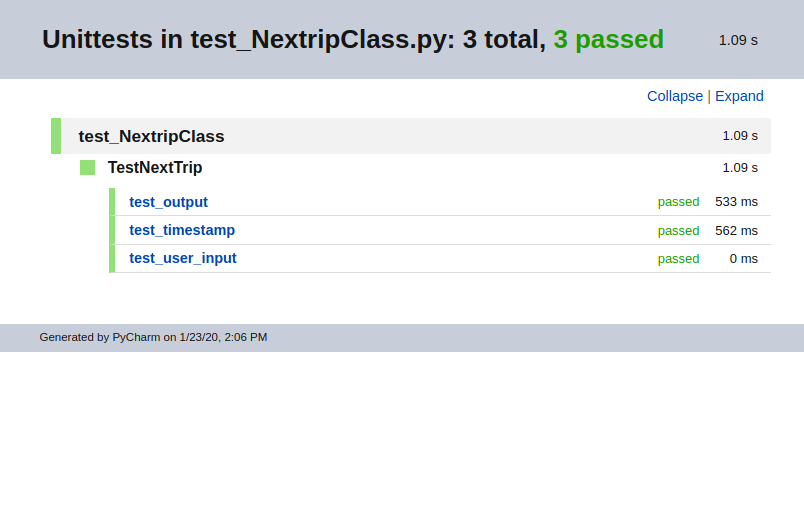 Unittests in test_NextripClass.py: 3 total, 3 passed 1.09 s
Collapse | Expand
test_NextripClass 1.09 s
TestNextTrip 1.09 s
test_output passed 533 ms
test_timestamp passed 562 ms
test_user_input passed 0 ms
Generated by PyCharm on 1/23/20, 2:06 PM